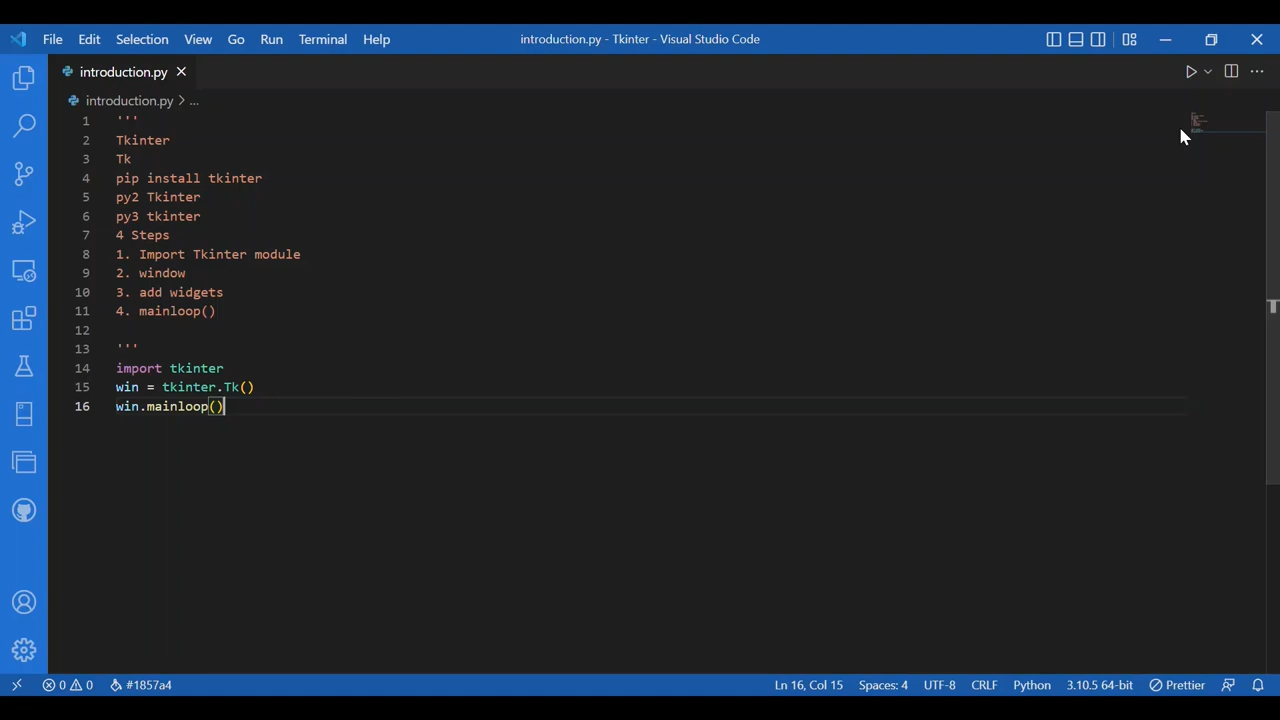 File Edit Selection View Go Run Terminal Help introduction.py - Tkinter - Visual Studio Code
introduction.py
introduction.py > ...
1 '''
2 Tkinter
3 Tk
4 pip install tkinter
5 py2 Tkinter
6 py3 tkinter
7 4 Steps
8 1. Import Tkinter module
9 2. window
10 3. add widgets
11 4. mainloop()
12
13 '''
14 import tkinter
15 win = tkinter.Tk()
16 win.mainloop()
0 0 #1857a4 Ln 16, Col 15 Spaces: 4 UTF-8 CRLF Python 3.10.5 64-bit Prettier